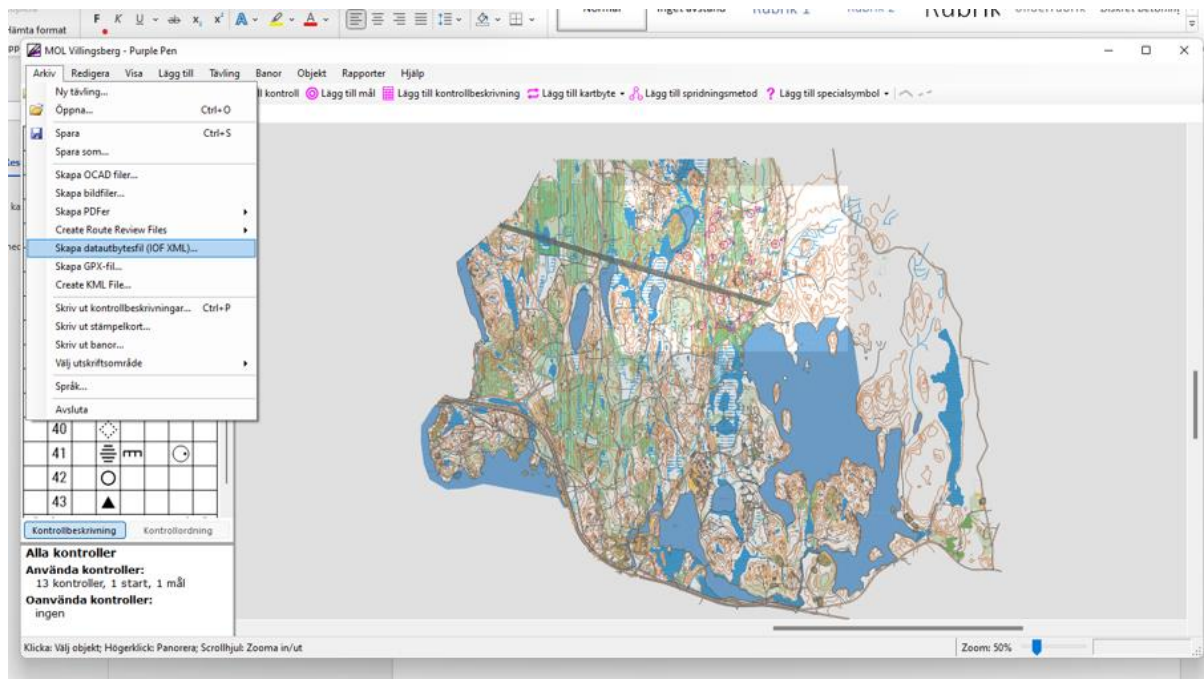 Hämta format
F K U ab x, x² A A
Normal Inget avstånd Rubrik 1 Rubrik 2 Rubrik Underrubrik Diskret betoning
MOL Villingsberg - Purple Pen
Arkiv Redigera Visa Lägg till Tävling Banor Objekt Rapporter Hjälp
ll kontroll Lägg till mål Lägg till kontrollbeskrivning Lägg till kartbyte Lägg till spridningsmetod ? Lägg till specialsymbol
Ny tävling...
Öppna... Ctrl+O
Spara Ctrl+S
Spara som...
Skapa OCAD filer...
Skapa bildfiler...
Skapa PDFer
Create Route Review Files
Skapa datautbytesfil (IOF XML)...
Skapa GPX-fil...
Create KML File...
Skriv ut kontrollbeskrivningar... Ctrl+P
Skriv ut stämpelkort...
Skriv ut banor...
Välj utskriftsområde
Språk...
Avsluta
40
41
42
43
Kontrollbeskrivning Kontrollordning
Alla kontroller
Använda kontroller:
13 kontroller, 1 start, 1 mål
Oanvända kontroller:
ingen
Klicka: Välj objekt; Högerklick: Panorera; Scrollhjul: Zooma in/ut Zoom: 50%